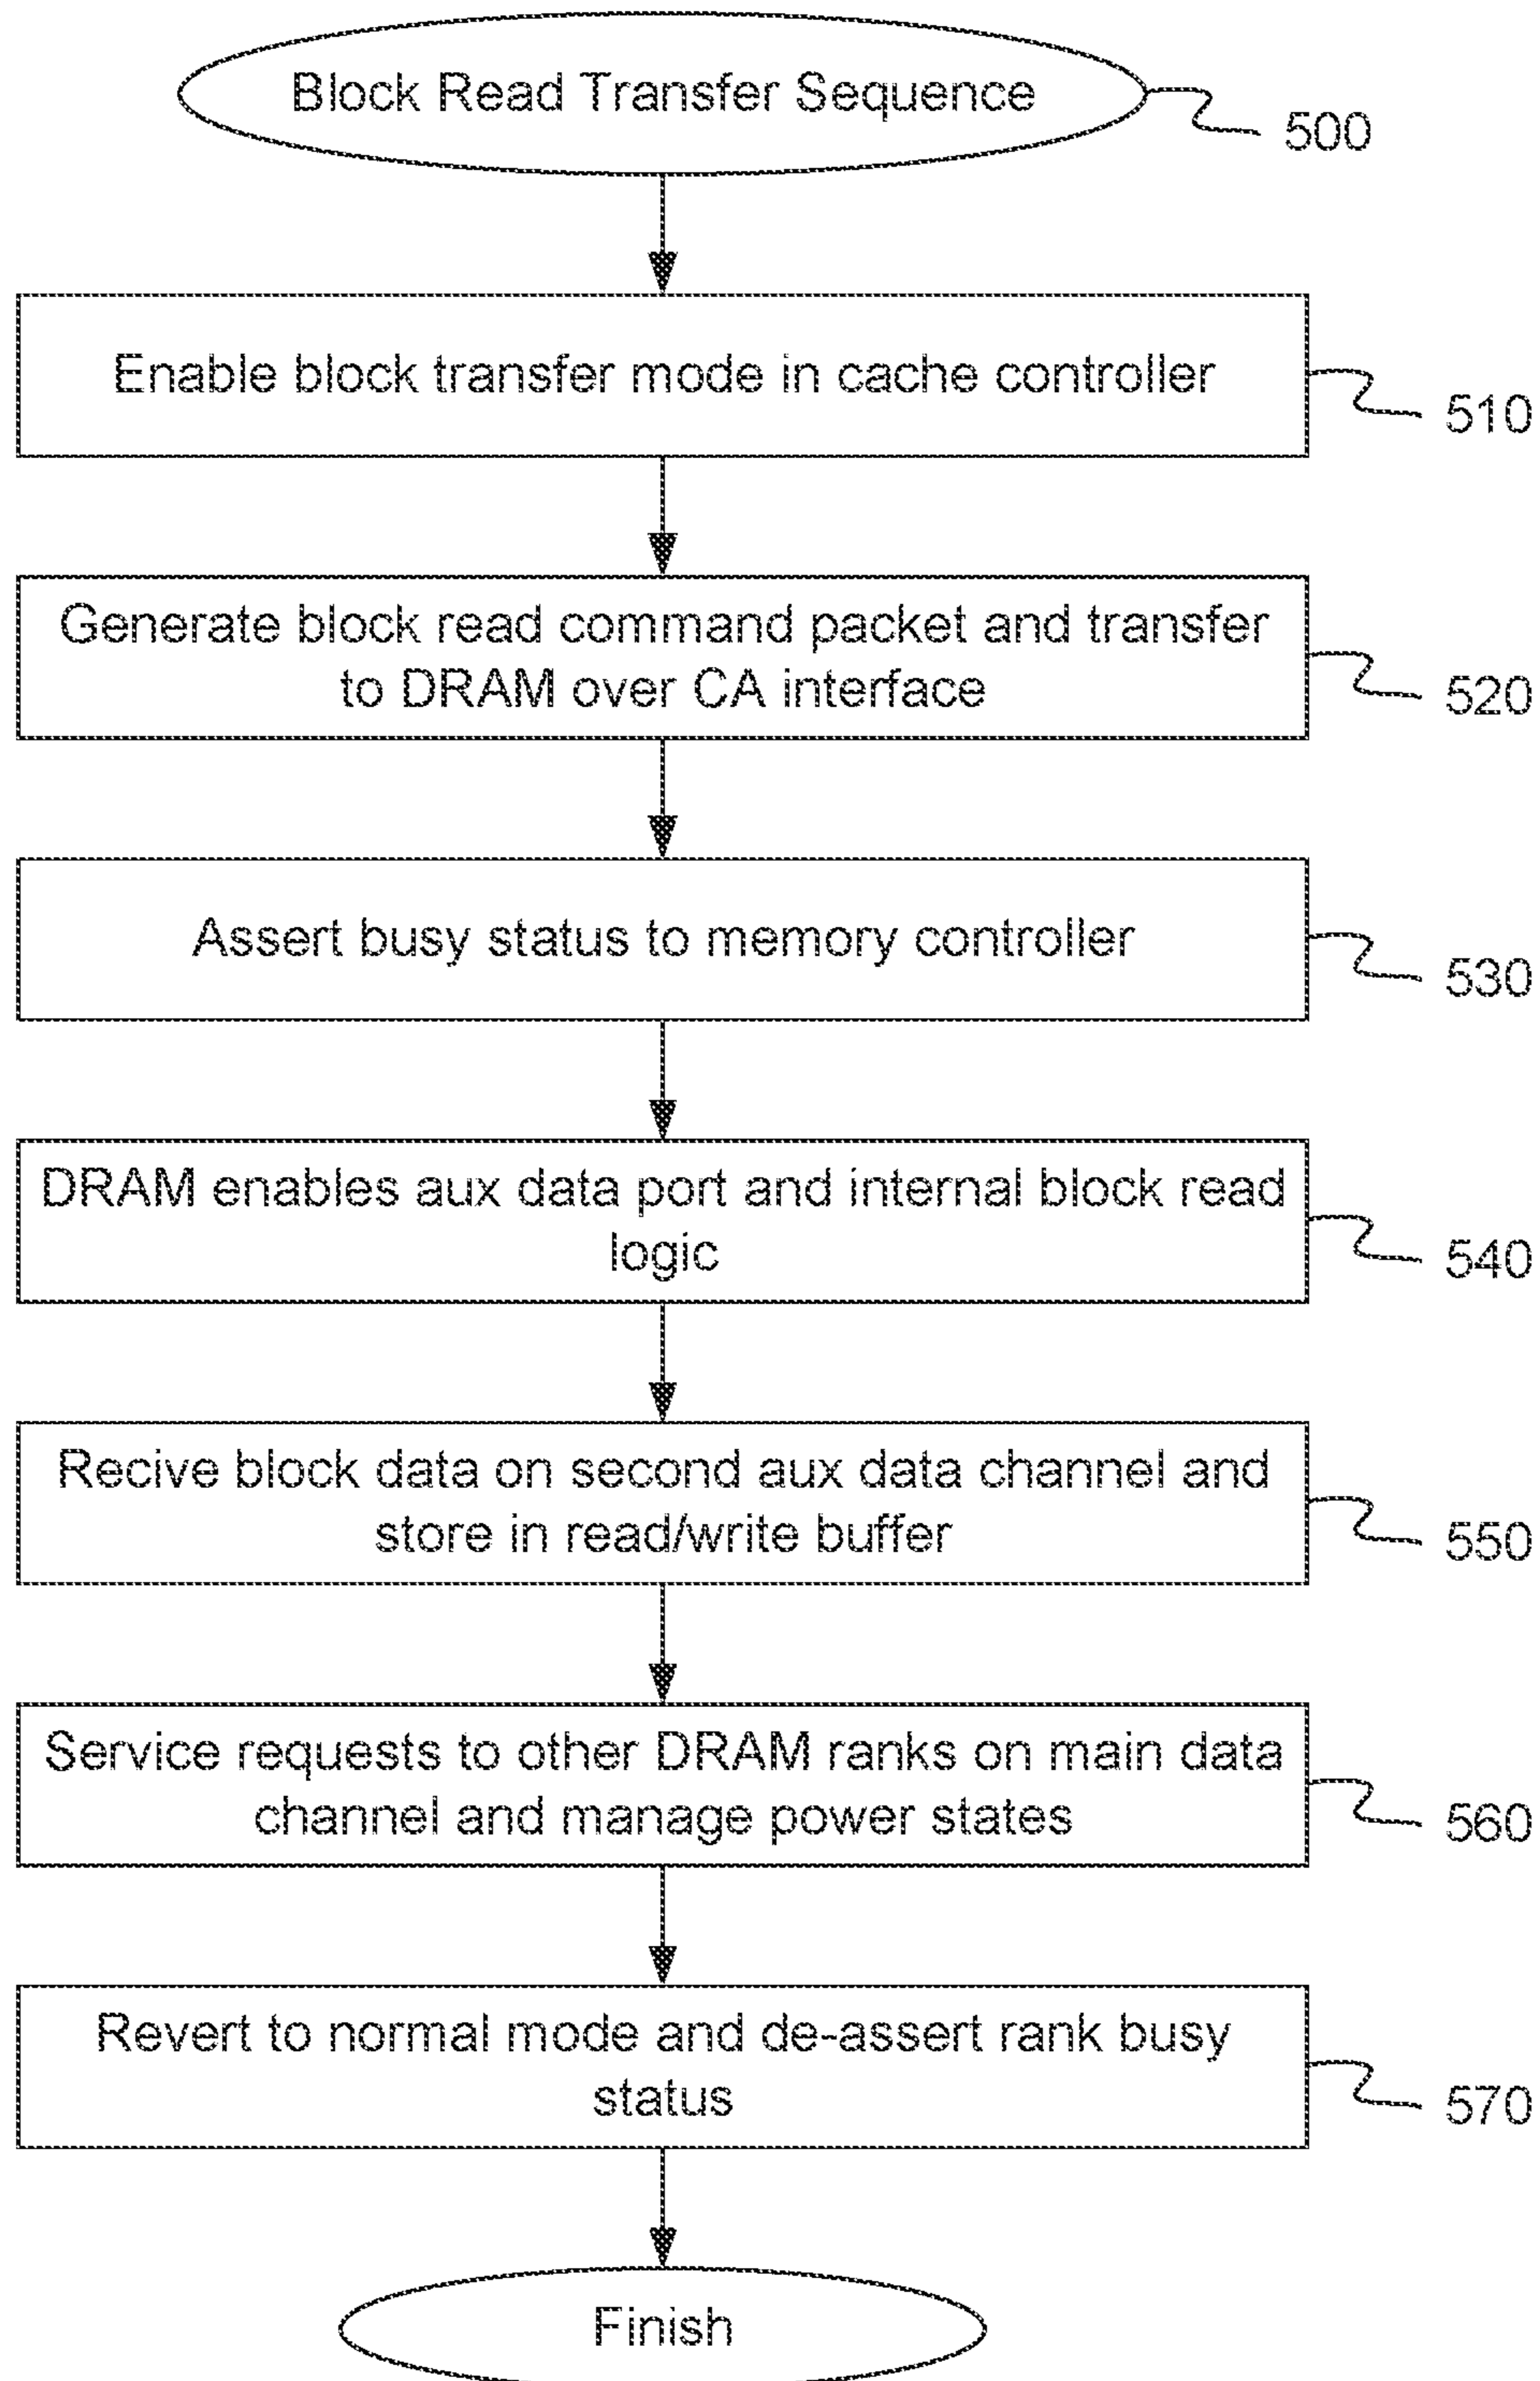 Block Read Transfer Sequence
500
Enable block transfer mode in cache controller
510
Generate block read command packet and transfer
to DRAM over CA interface
520
Assert busy status to memory controller
530
DRAM enables aux data port and internal block read
logic
540
Recive block data on second aux data channel and
store in read/write buffer
550
Service requests to other DRAM ranks on main data
channel and manage power states
560
Revert to normal mode and de-assert rank busy
status
570
Finish